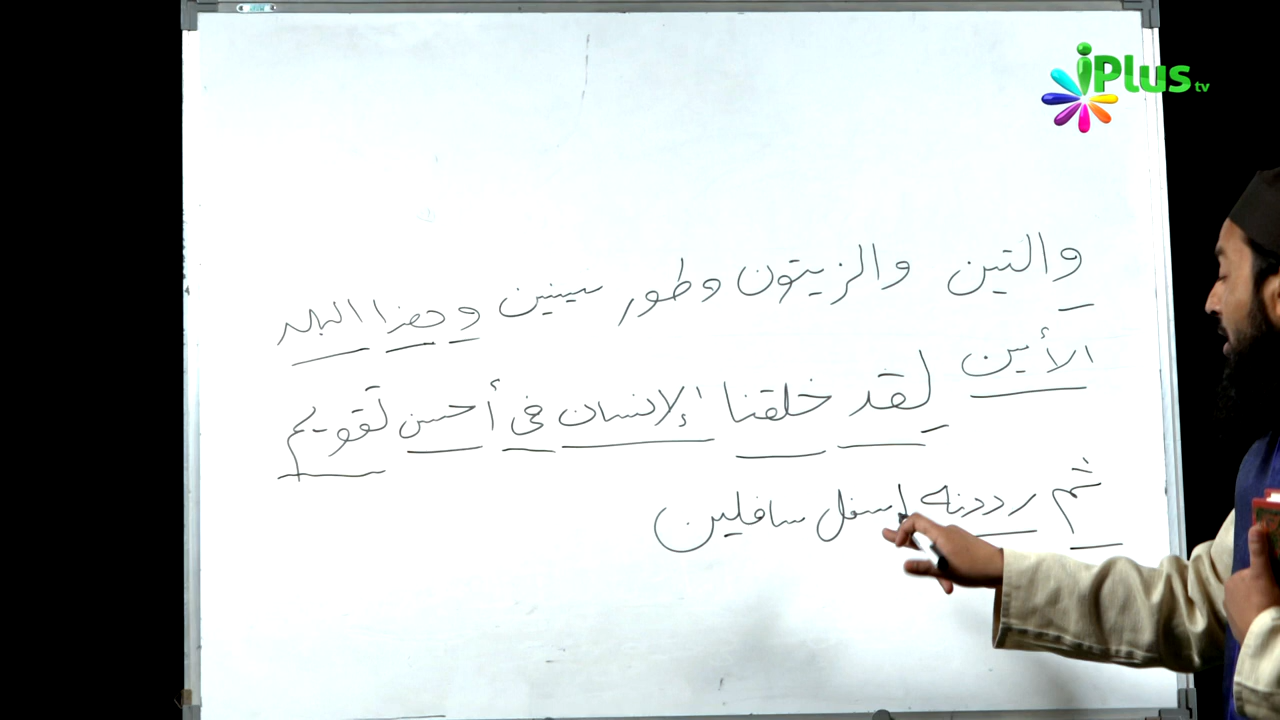 iPlus tv
والتين والزيتون وطور سينين وهذا البلد
الأمين لقد خلقنا الإنسان في أحسن تقويم
ثم رددنه اسفل سافلين